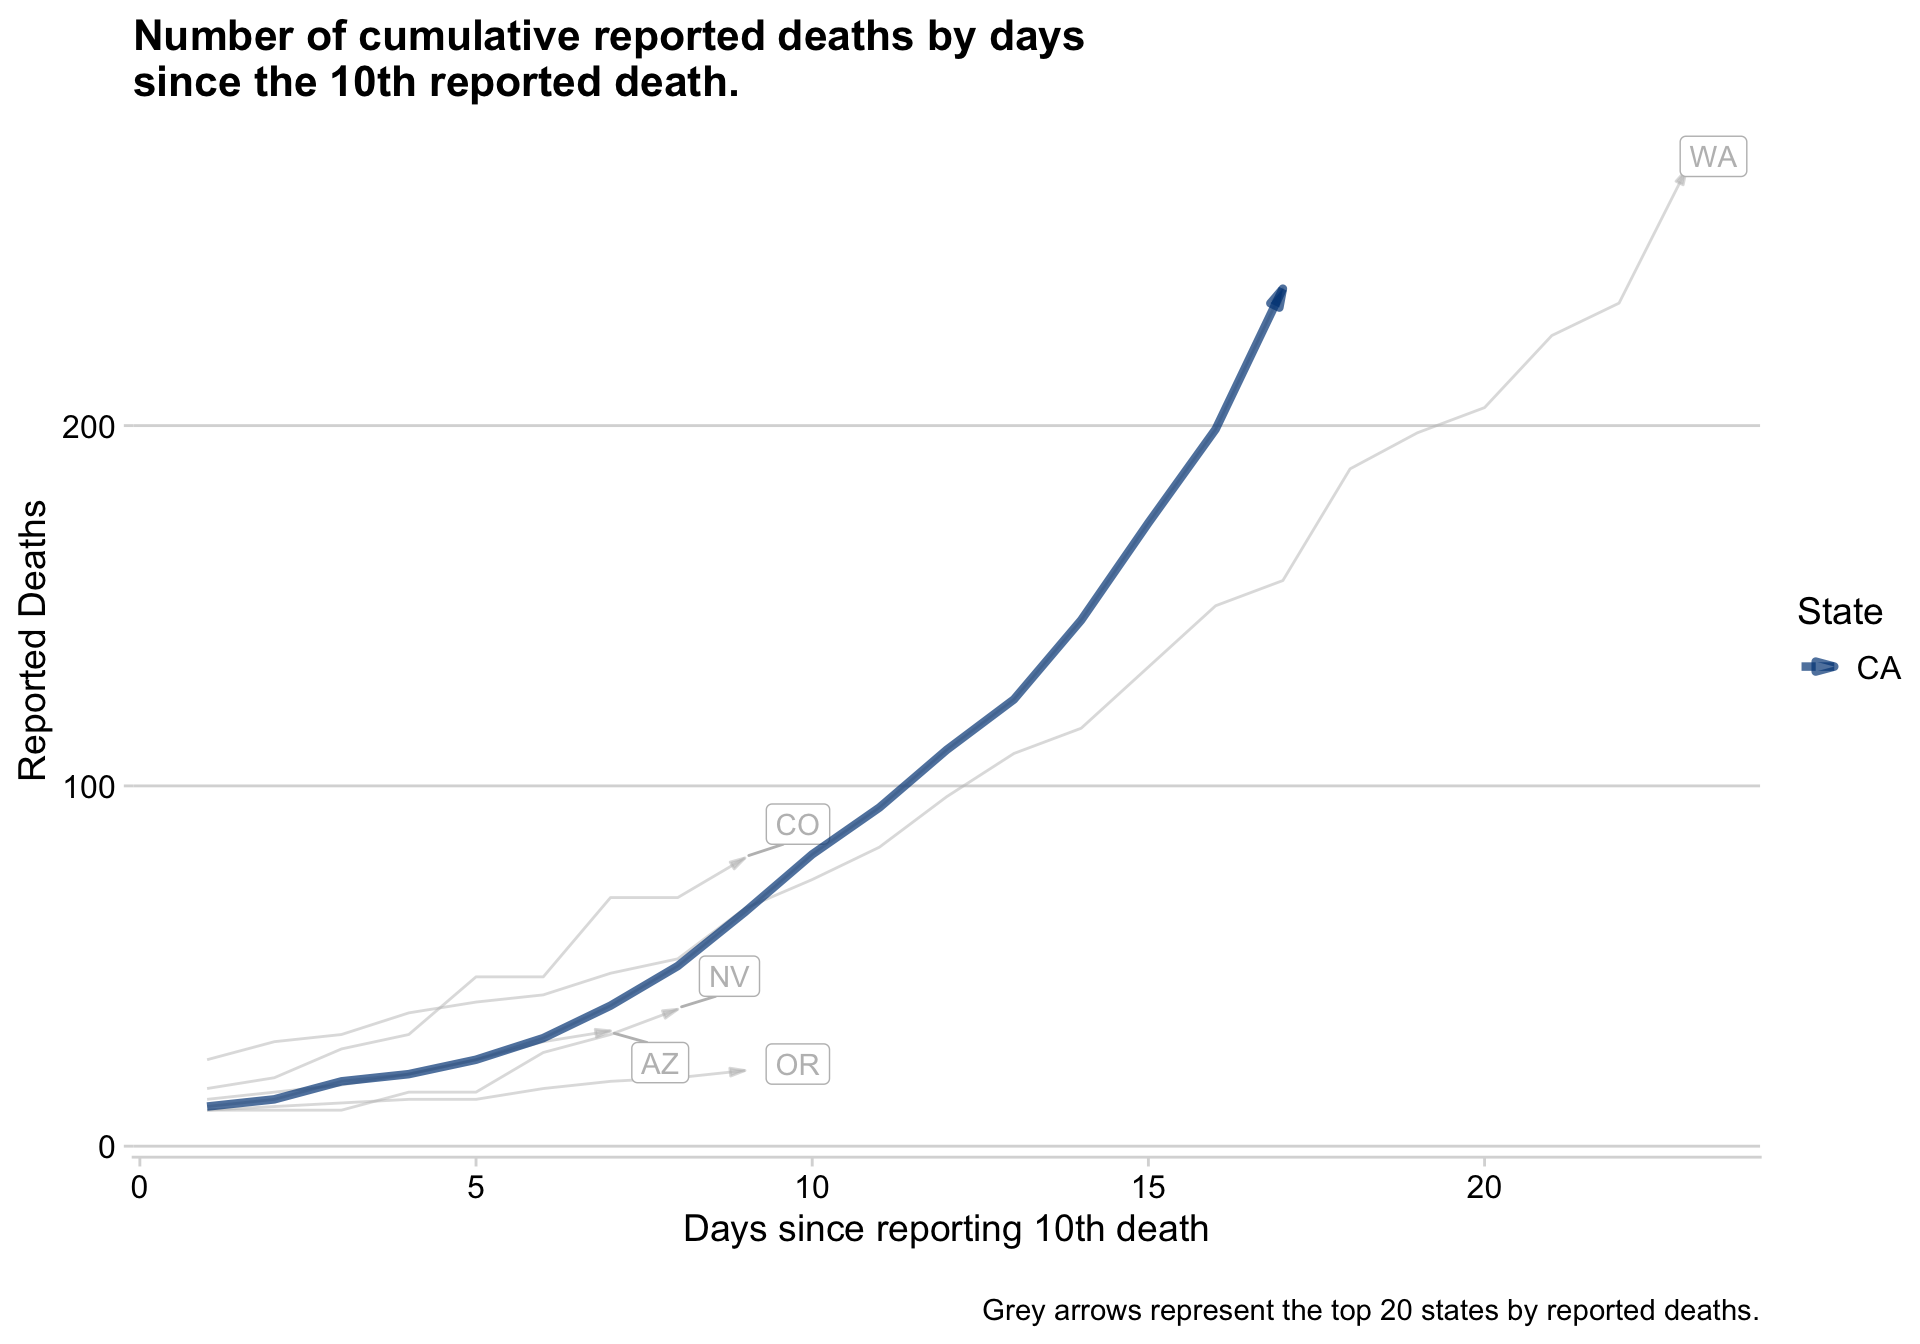 Number of cumulative reported deaths by days
since the 10th reported death.
WA
200
Reported Deaths
State
CA
100
CO
NV
AZ
OR
0
0 5 10 15 20
Days since reporting 10th death
Grey arrows represent the top 20 states by reported deaths.